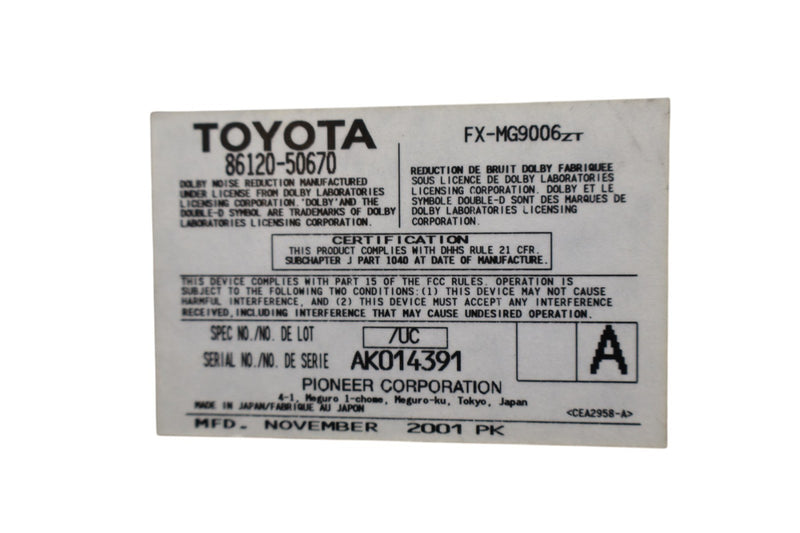 TOYOTA
86120-50670
DOLBY NOISE REDUCTION MANUFACTURED
UNDER LICENSE FROM DOLBY LABORATORIES
LICENSING CORPORATION. 'DOLBY' AND THE
DOUBLE-D SYMBOL ARE TRADEMARKS OF DOLBY
LABORATORIES LICENSING CORPORATION.
FX-MG9006ZT
REDUCTION DE BRUIT DOLBY FABRIQUEE
SOUS LICENCE DE DOLBY LABORATORIES
LICENSING CORPORATION. DOLBY ET LE
SYMBOLE DOUBLE-D SONT DES MARQUES DE
DOLBY LABORATORIES LICENSING
CORPORATION.
CERTIFICATION
THIS PRODUCT COMPLIES WITH DHHS RULE 21 CFR.
SUBCHAPTER J PART 1040 AT DATE OF MANUFACTURE.
THIS DEVICE COMPLIES WITH PART 15 OF THE FCC RULES. OPERATION IS
SUBJECT TO THE FOLLOWING TWO CONDITIONS:(1) THIS DEVICE MAY NOT CAUSE
HARMFUL INTERFERENCE, AND (2) THIS DEVICE MUST ACCEPT ANY INTERFERENCE
RECEIVED, INCLUDING INTERFERENCE THAT MAY CAUSE UNDESIRED OPERATION.
SPEC NO./NO. DE LOT /UC
SERIAL NO./NO. DE SERIE AK014391
A
PIONEER CORPORATION
4-1, Meguro 1-chome, Meguro-ku, Tokyo, Japan
MADE IN JAPAN/FABRIQUE AU JAPON
<CEA2958-A>
MFD. NOVEMBER 2001 PK